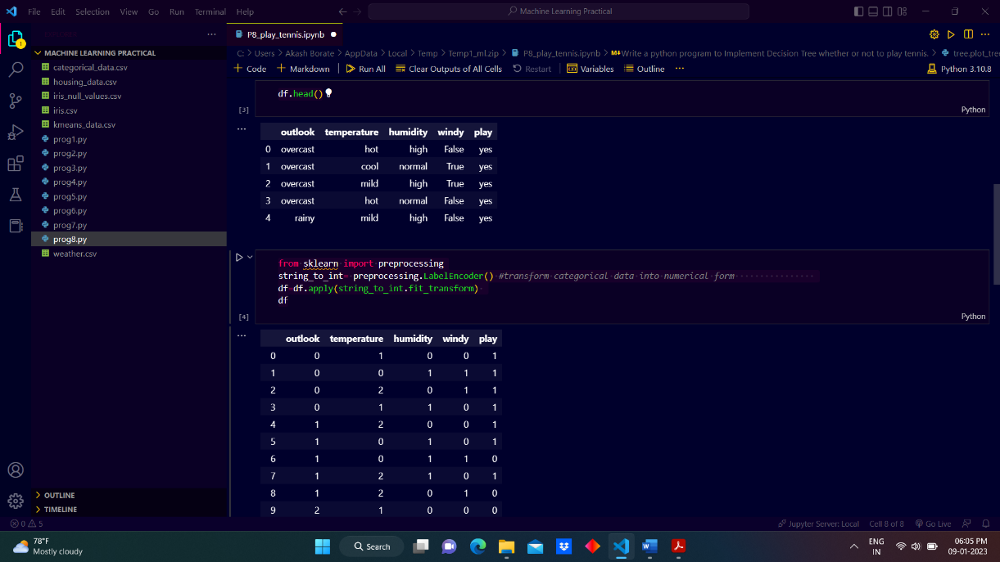 File Edit Selection View Go Run Terminal Help
Machine Learning Practical
1
MACHINE LEARNING PRACTICAL
categorical_data.csv
housing_data.csv
iris_null_values.csv
iris.csv
kmeans_data.csv
prog1.py
prog2.py
prog3.py
prog4.py
prog5.py
prog6.py
prog7.py
prog8.py
weather.csv
OUTLINE
TIMELINE
P8_play_tennis.ipynb
C: > Users > Akash Borate > AppData > Local > Temp > Temp1_ml.zip > P8_play_tennis.ipynb > M↓Write a python program to Implement Decision Tree whether or not to play tennis. > tree.plot_tree
+ Code + Markdown Run All Clear Outputs of All Cells Restart Variables Outline ... Python 3.10.8
df.head()
[3] Python
outlook temperature humidity windy play
0 overcast hot high False yes
1 overcast cool normal True yes
2 overcast mild high True yes
3 overcast hot normal False yes
4 rainy mild high False yes
from sklearn import preprocessing
string_to_int= preprocessing.LabelEncoder() #transform categorical data into numerical form
df=df.apply(string_to_int.fit_transform)
df
[4] Python
outlook temperature humidity windy play
0 0 1 0 0 1
1 0 0 1 1 1
2 0 2 0 1 1
3 0 1 1 0 1
4 1 2 0 0 1
5 1 0 1 0 1
6 1 0 1 1 0
7 1 2 1 0 1
8 1 2 0 1 0
9 2 1 0 0 0
0 5 Jupyter Server: Local Cell 8 of 8 Go Live
78°F
Mostly cloudy
Search
ENG
IN
06:05 PM
09-01-2023